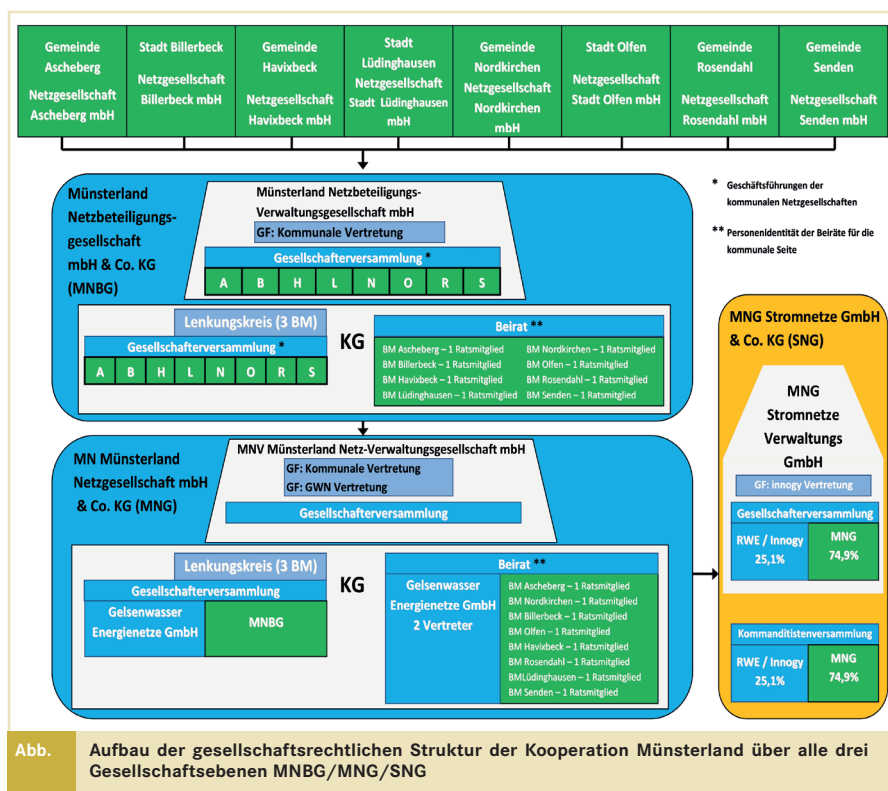 Gemeinde
Ascheberg
Netzgesellschaft
Ascheberg mbH
Stadt Billerbeck
Netzgesellschaft
Billerbeck mbH
Gemeinde
Havixbeck
Netzgesellschaft
Havixbeck mbH
Stadt
Lüdinghausen
Netzgesellschaft
Stadt Lüdinghausen
mbH
Gemeinde
Nordkirchen
Netzgesellschaft
Nordkirchen
mbH
Stadt Olfen
Netzgesellschaft
Stadt Olfen mbH
Gemeinde
Rosendahl
Netzgesellschaft
Rosendahl mbH
Gemeinde
Senden
Netzgesellschaft
Senden mbH
Münsterland
Netzbeteiligungs-
gesellschaft
mbH & Co. KG
(MNBG)
Münsterland Netzbeteiligungs-
Verwaltungsgesellschaft mbH
GF: Kommunale Vertretung
Gesellschafterversammlung *
A B H L N O R S
* Geschäftsführungen der
kommunalen Netzgesellschaften
** Personenidentität der Beiräte für die
kommunale Seite
Lenkungskreis (3 BM)
Gesellschafterversammlung *
A B H L N O R S
KG
Beirat **
BM Ascheberg – 1 Ratsmitglied
BM Billerbeck – 1 Ratsmitglied
BM Havixbeck – 1 Ratsmitglied
BM Lüdinghausen – 1 Ratsmitglied
BM Nordkirchen – 1 Ratsmitglied
BM Olfen – 1 Ratsmitglied
BM Rosendahl – 1 Ratsmitglied
BM Senden – 1 Ratsmitglied
MN Münsterland
Netzgesellschaft mbH
& Co. KG (MNG)
MNV Münsterland Netz-Verwaltungsgesellschaft mbH
GF: Kommunale Vertretung
GF: GWN Vertretung
Gesellschafterversammlung
Lenkungskreis (3 BM)
Gesellschafterversammlung
Gelsenwasser
Energienetze GmbH
MNBG
KG
Beirat **
Gelsenwasser
Energienetze GmbH
2 Vertreter
BM Ascheberg – 1 Ratsmitglied
BM Nordkirchen – 1 Ratsmitglied
BM Billerbeck – 1 Ratsmitglied
BM Olfen – 1 Ratsmitglied
BM Havixbeck – 1 Ratsmitglied
BM Rosendahl – 1 Ratsmitglied
BMLüdinghausen – 1 Ratsmitglied
BM Senden – 1 Ratsmitglied
MNG Stromnetze GmbH
& Co. KG (SNG)
MNG
Stromnetze
Verwaltungs
GmbH
GF: innogy Vertretung
Gesellschafterversammlung
RWE / Innogy
25,1%
MNG
74,9%
Kommanditistenversammlung
RWE / Innogy
25,1%
MNG
74,9%
Abb. Aufbau der gesellschaftsrechtlichen Struktur der Kooperation Münsterland über alle drei
Gesellschaftsebenen MNBG/MNG/SNG